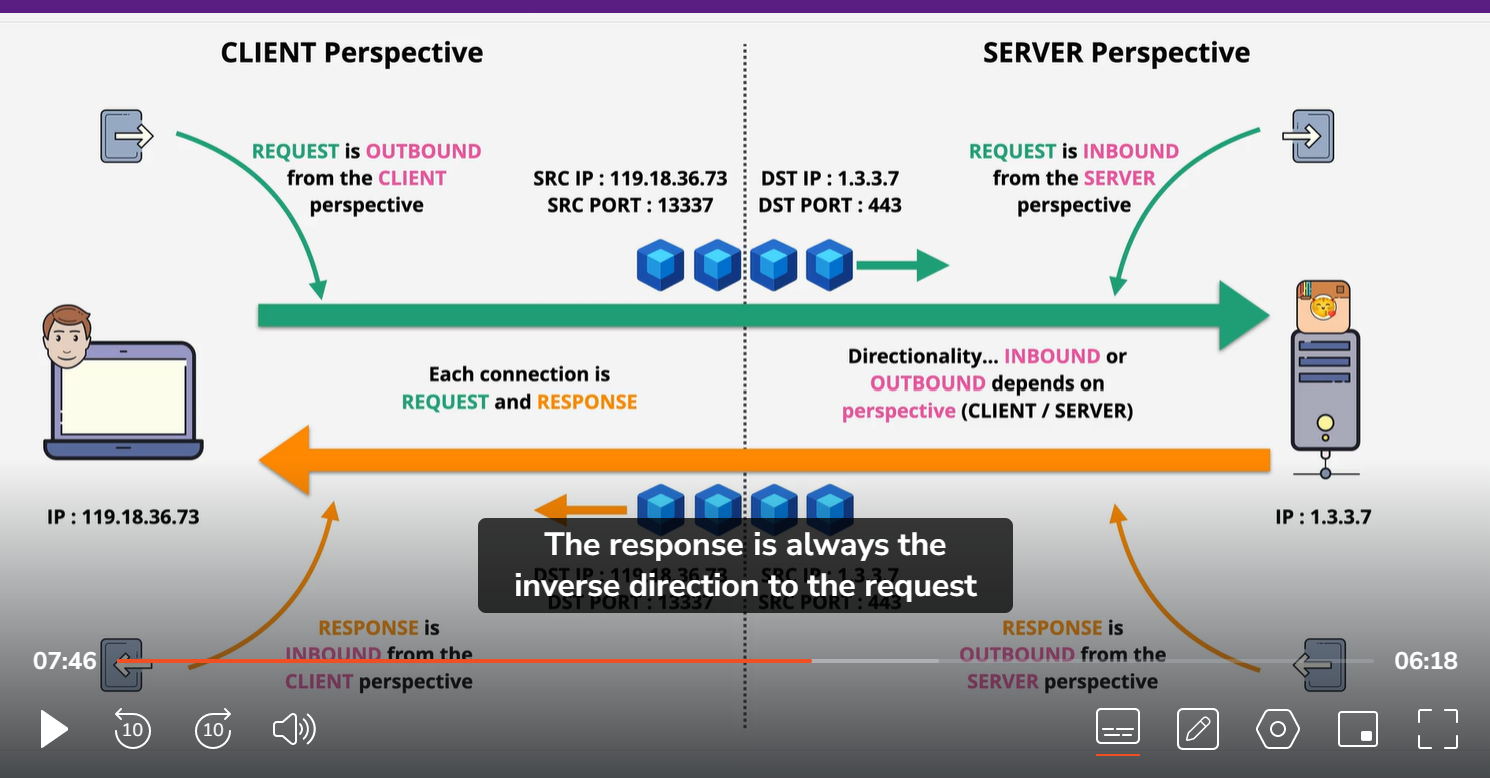 CLIENT Perspective
SERVER Perspective
REQUEST is OUTBOUND
from the CLIENT
perspective
SRC IP : 119.18.36.73
SRC PORT : 13337
DST IP : 1.3.3.7
DST PORT : 443
REQUEST is INBOUND
from the SERVER
perspective
Each connection is
REQUEST and RESPONSE
Directionality... INBOUND or
OUTBOUND depends on
perspective (CLIENT / SERVER)
IP : 119.18.36.73
IP : 1.3.3.7
The response is always the
inverse direction to the request
DST IP : 119.18.36.73
DST PORT : 13337
SRC IP : 1.3.3.7
SRC PORT : 443
RESPONSE is
INBOUND from the
CLIENT perspective
RESPONSE is
OUTBOUND from the
SERVER perspective
07:46
06:18
10
10